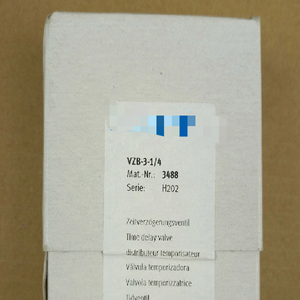 VZB-3-1/4
Mat.-Nr.: 3488
Serie: H202
Zeitverzögerungsventil
Time delay valve
distributeur temporisateur
Válvula temporizadora
Valvola temporizzatrice